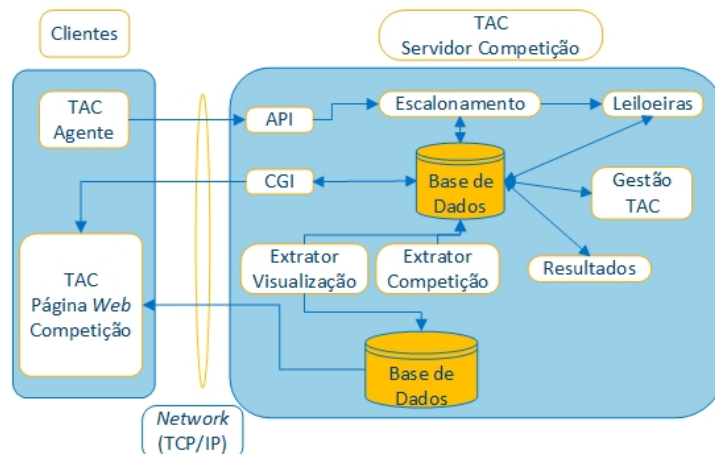 Clientes
TAC
Servidor Competição
TAC
Agente
API
Escalonamento
Leiloeiras
CGI
Base de
Dados
Gestão
TAC
TAC
Página Web
Competição
Extrator
Visualização
Extrator
Competição
Resultados
Base de
Dados
Network
(TCP/IP)